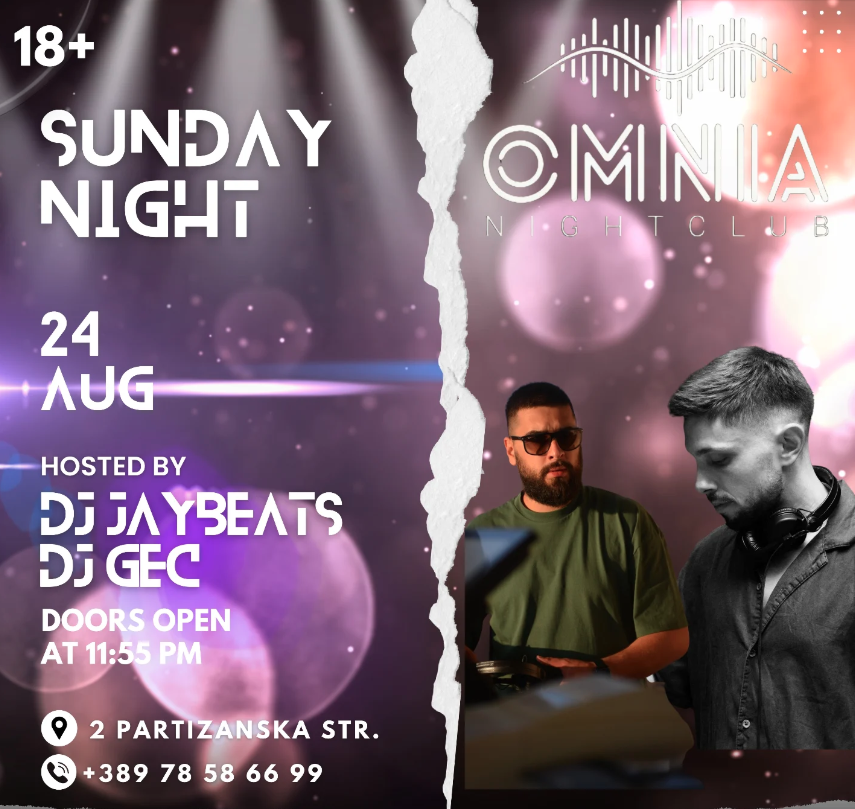 18+
SUNDAY
NIGHT
24
AUG
HOSTED BY
DJ JAYBEATS
DJ GEC
DOORS OPEN
AT 11:55 PM
2 PARTIZANSKA STR.
+389 78 58 66 99
OMNIA
NIGHTCLUB